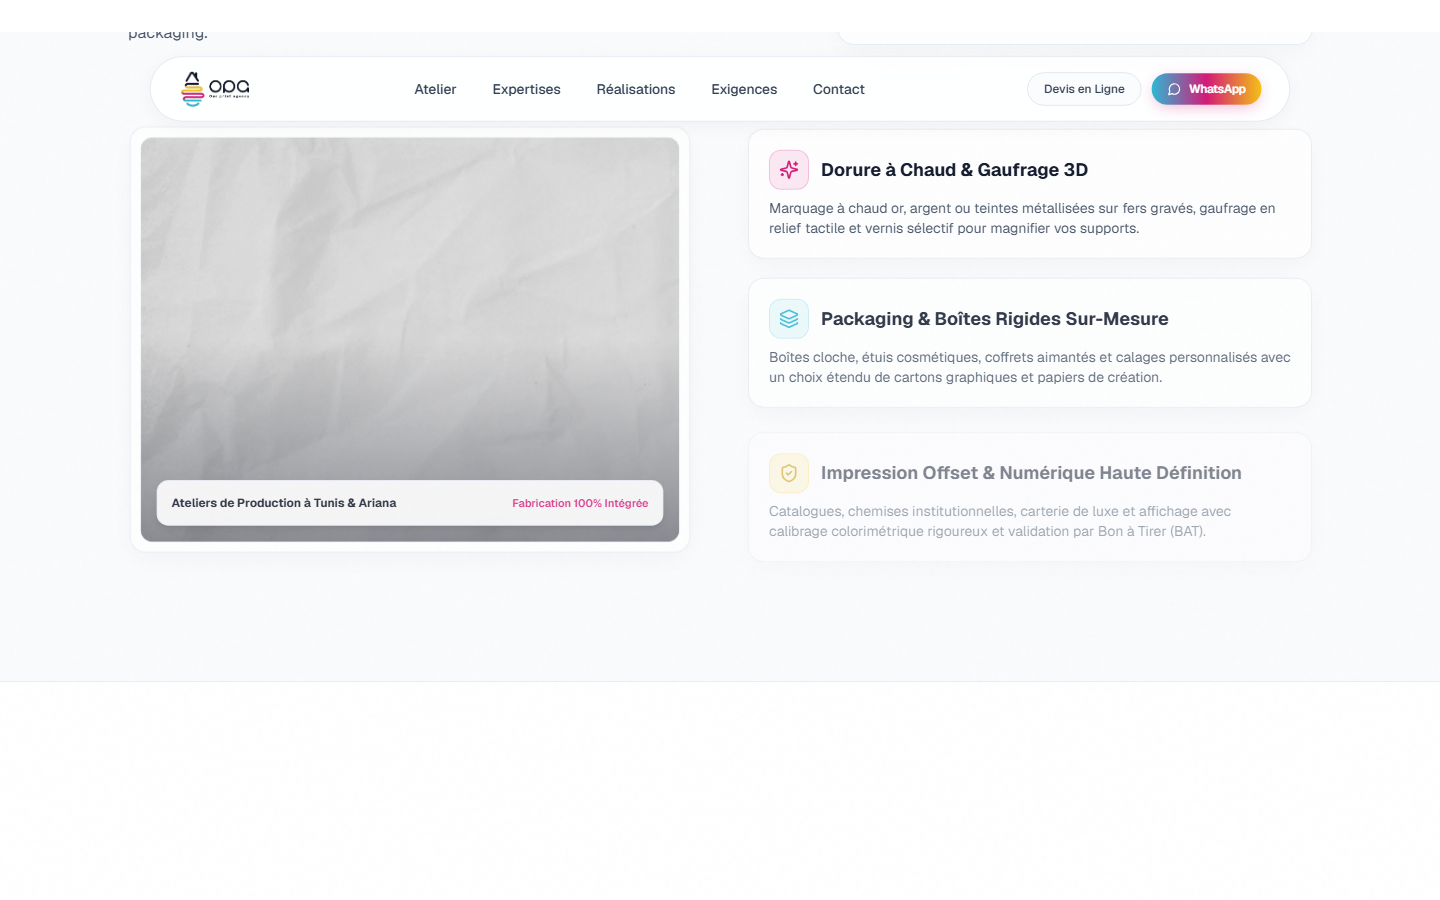 packaging.
opa
Atelier
Expertises
Réalisations
Exigences
Contact
Devis en Ligne
WhatsApp
Dorure à Chaud & Gaufrage 3D
Marquage à chaud or, argent ou teintes métallisées sur fers gravés, gaufrage en
relief tactile et vernis sélectif pour magnifier vos supports.
Packaging & Boîtes Rigides Sur-Mesure
Boîtes cloche, étuis cosmétiques, coffrets aimantés et calages personnalisés avec
un choix étendu de cartons graphiques et papiers de création.
Ateliers de Production à Tunis & Ariana
Fabrication 100% Intégrée
Impression Offset & Numérique Haute Définition
Catalogues, chemises institutionnelles, carterie de luxe et affichage avec
calibrage colorimétrique rigoureux et validation par Bon à Tirer (BAT).